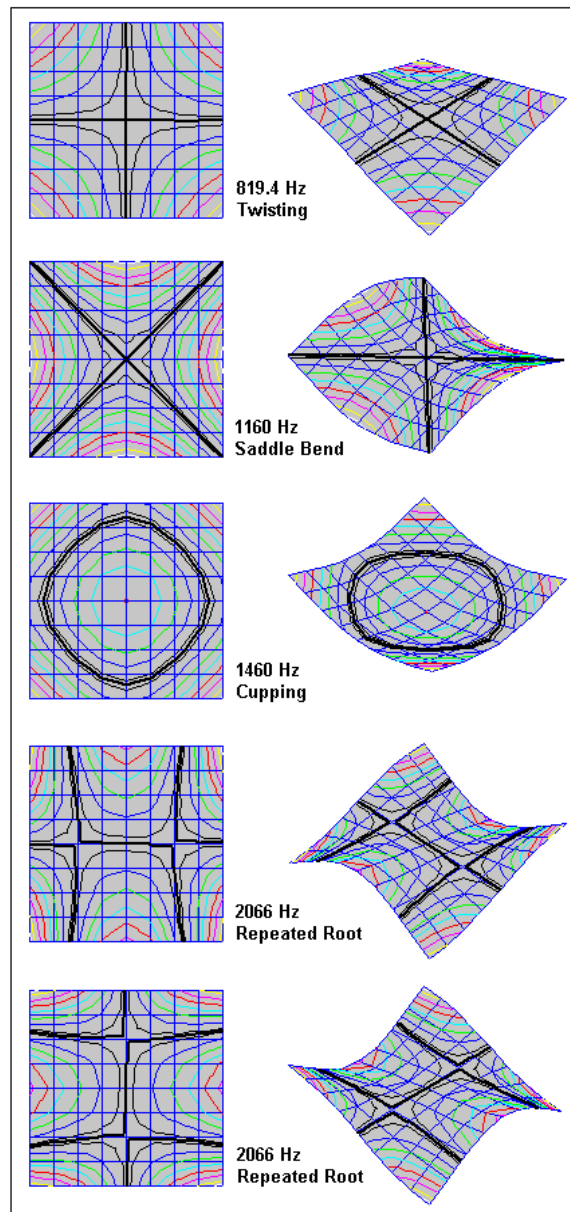 819.4 Hz
Twisting
1160 Hz
Saddle Bend
1460 Hz
Cupping
2066 Hz
Repeated Root
2066 Hz
Repeated Root